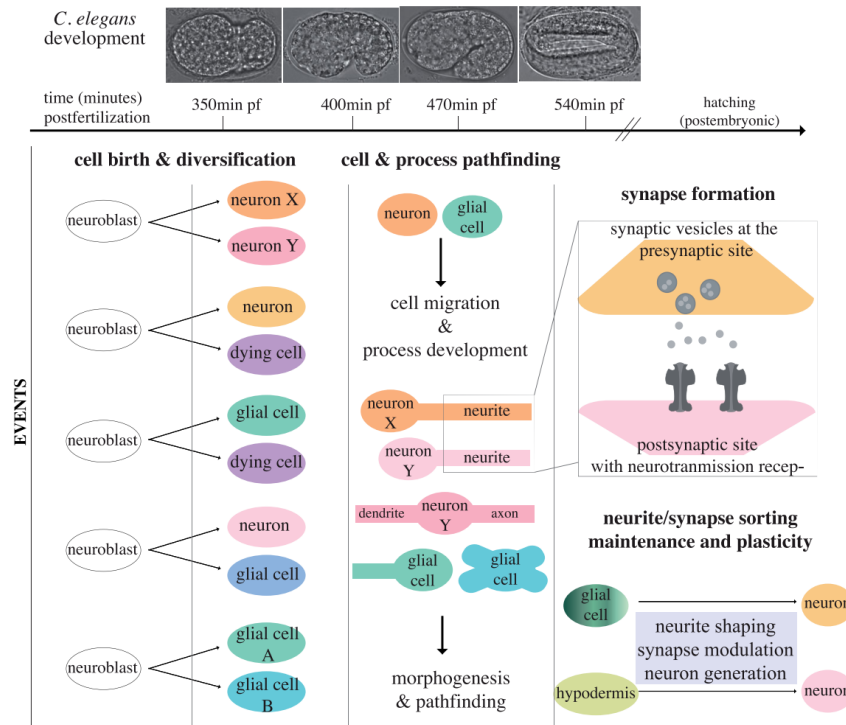 C. elegans
development
time (minutes)
postfertilization
350min pf
400min pf
470min pf
540min pf
hatching
(postembryonic)
EVENTS
cell birth & diversification
neuroblast
neuron X
neuron Y
neuroblast
neuron
dying cell
neuroblast
glial cell
dying cell
neuroblast
neuron
glial cell
neuroblast
glial cell
A
glial cell
B
cell & process pathfinding
neuron
glial
cell
cell migration
&
process development
neuron
X
neurite
neuron
Y
neurite
dendrite
neuron
Y
axon
glial
cell
glial
cell
morphogenesis
& pathfinding
synapse formation
synaptic vesicles at the
presynaptic site
postsynaptic site
with neurotranmission recep-
neurite/synapse sorting
maintenance and plasticity
glial
cell
neuron
neurite shaping
synapse modulation
neuron generation
hypodermis
neuron